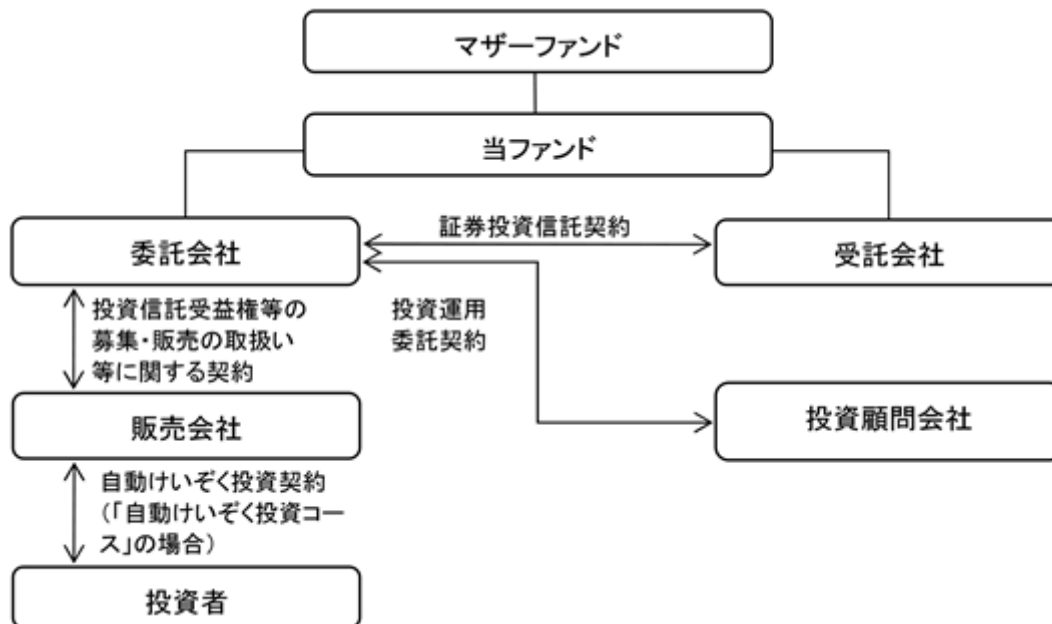 マザーファンド
当ファンド
証券投資信託契約
委託会社
受託会社
投資信託受益権等の
募集・販売の取扱い
等に関する契約
投資運用
委託契約
販売会社
投資顧問会社
自動けいぞく投資契約
(「自動けいぞく投資コー
ス」の場合)
投資者